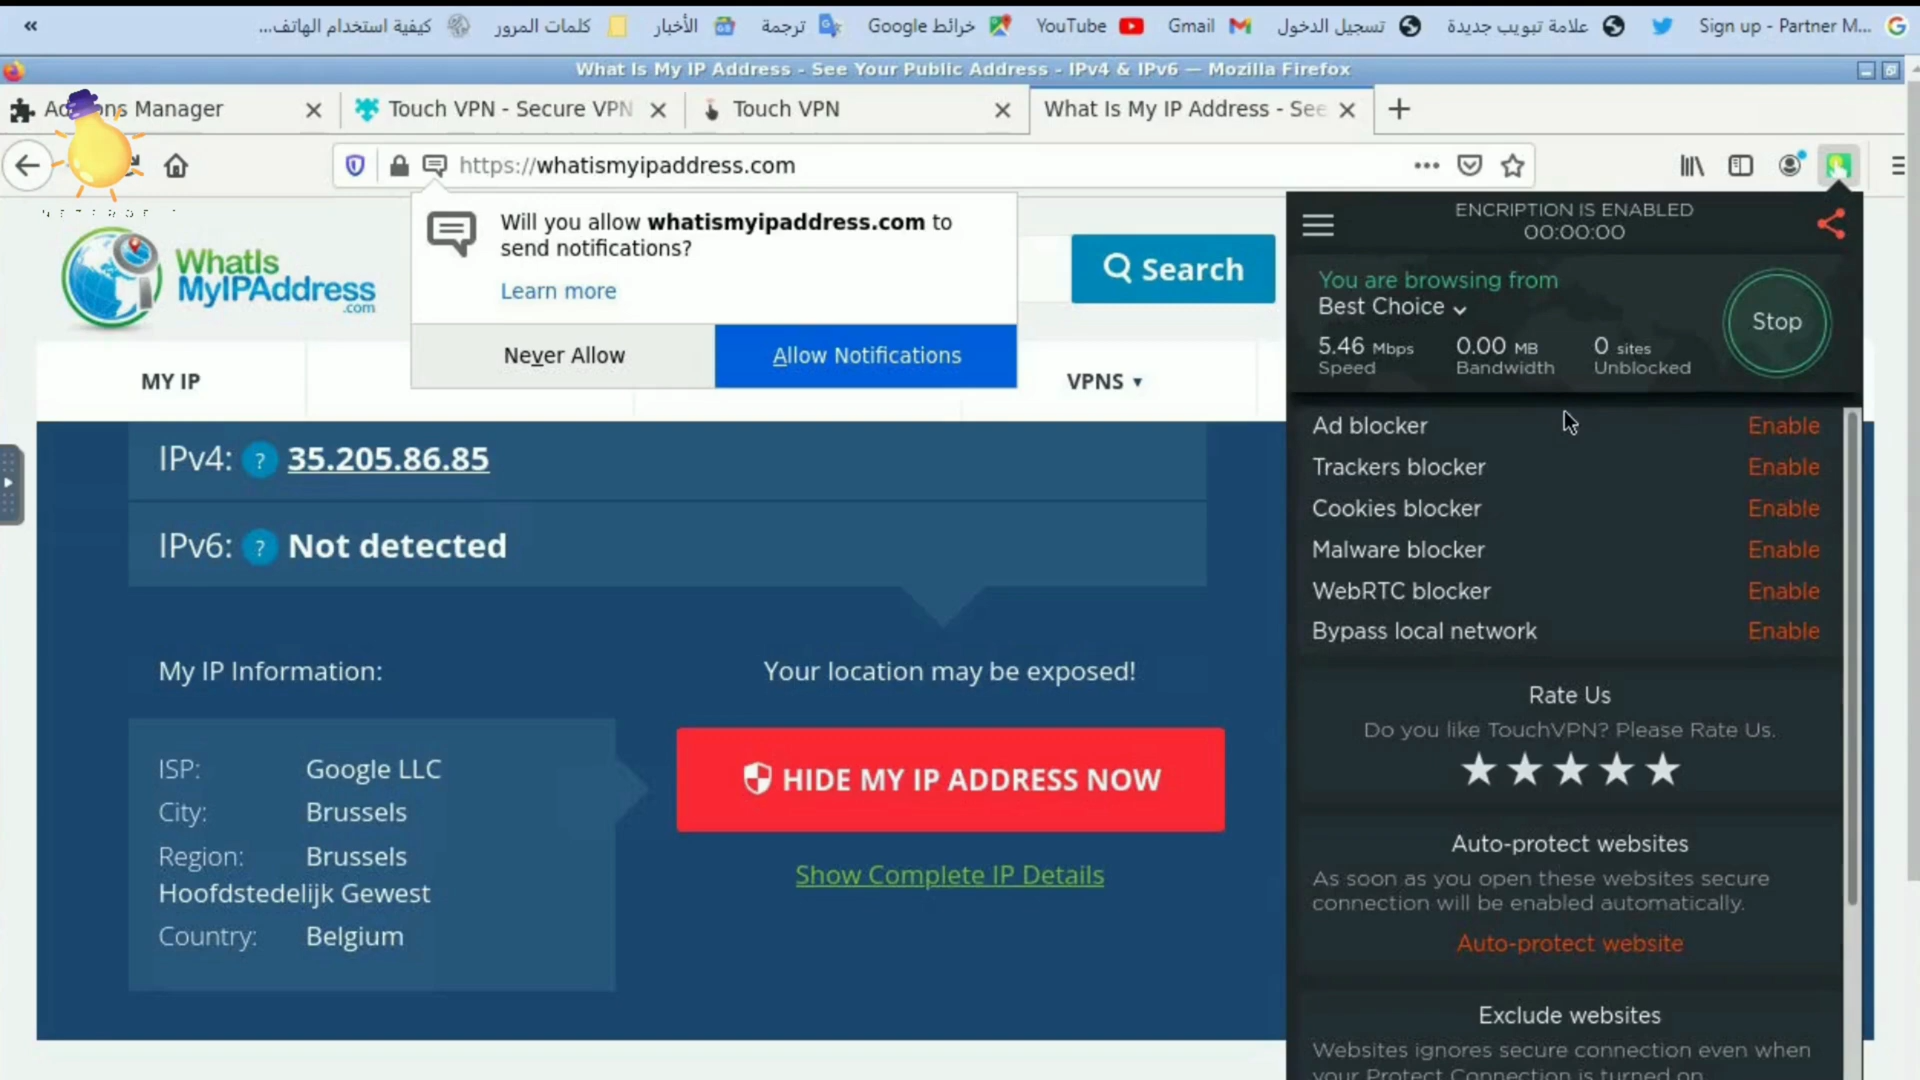 «
كيفية استخدام الهاتف...
كلمات المرور
الأخبار
ترجمة
خرائط Google
YouTube
Gmail
تسجيل الدخول
علامة تبويب جديدة
Sign up - Partner M...
What Is My IP Address - See Your Public Address - IPv4 & IPv6 — Mozilla Firefox
Manager
Touch VPN - Secure VPN
Touch VPN
What Is My IP Address - See
https://whatismyipaddress.com
WhatIs
MyIPAddress
.com
Will you allow whatismyipaddress.com to
send notifications?
Learn more
Never Allow
Allow Notifications
Search
MY IP
VPNS
IPv4: ? 35.205.86.85
IPv6: ? Not detected
My IP Information:
ISP: Google LLC
City: Brussels
Region: Brussels
Hoofdstedelijk Gewest
Country: Belgium
Your location may be exposed!
HIDE MY IP ADDRESS NOW
Show Complete IP Details
ENCRIPTION IS ENABLED
00:00:00
You are browsing from
Best Choice
Stop
5.46 Mbps 0.00 MB 0 sites
Speed Bandwidth Unblocked
Ad blocker Enable
Trackers blocker Enable
Cookies blocker Enable
Malware blocker Enable
WebRTC blocker Enable
Bypass local network Enable
Rate Us
Do you like TouchVPN? Please Rate Us.
Auto-protect websites
As soon as you open these websites secure
connection will be enabled automatically.
Auto-protect website
Exclude websites
Websites ignores secure connection even when
your Protect Connection is turned on